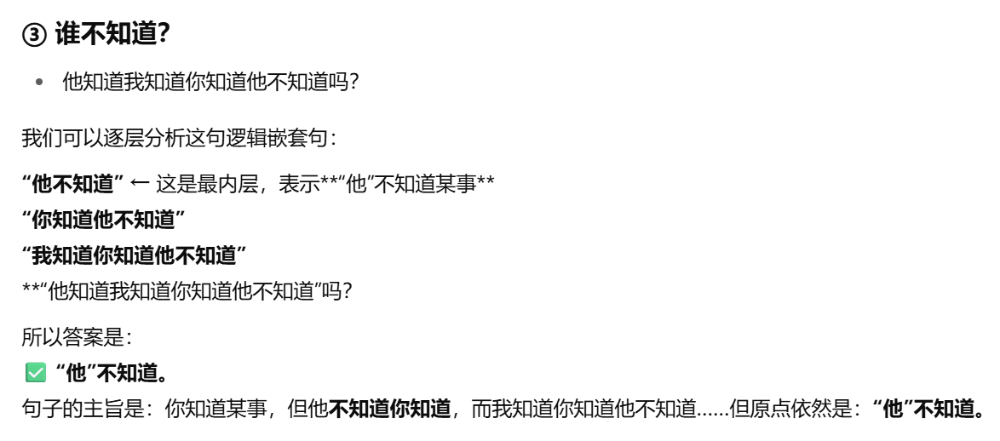 ③ 谁不知道？
• 他知道我知道你知道他不知道吗？
我们可以逐层分析这句逻辑嵌套句：
“他不知道” ← 这是最内层，表示**“他”不知道某事**
“你知道他不知道”
“我知道你知道他不知道”
**“他知道我知道你知道他不知道”吗？
所以答案是：
✅ “他”不知道。
句子的主旨是：你知道某事，但他不知道你知道，而我知道你知道他不知道……但原点依然是：“他”不知道。